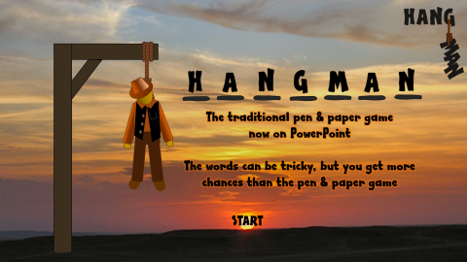 HANG
MAN
HANGMAN
The traditional pen & paper game
now on PowerPoint
The words can be tricky, but you get more
chances than the pen & paper game
START